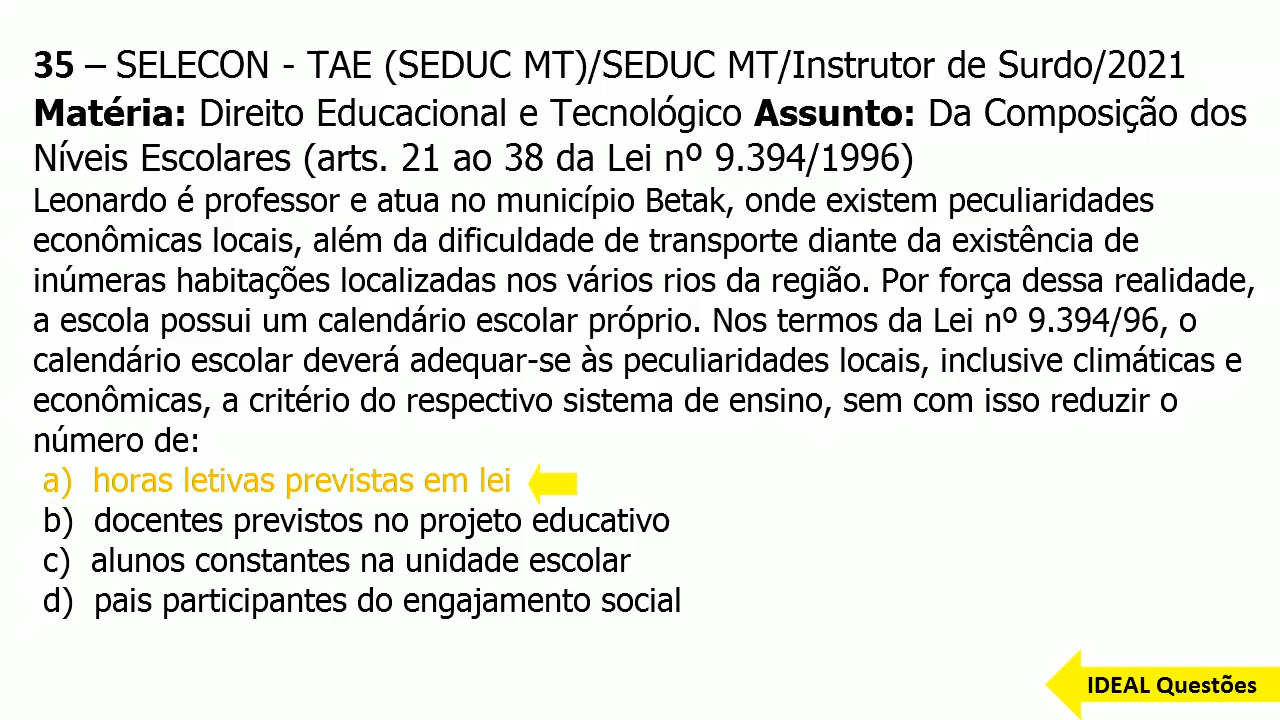 35 – SELECON - TAE (SEDUC MT)/SEDUC MT/Instrutor de Surdo/2021
Matéria: Direito Educacional e Tecnológico Assunto: Da Composição dos
Níveis Escolares (arts. 21 ao 38 da Lei nº 9.394/1996)
Leonardo é professor e atua no município Betak, onde existem peculiaridades
econômicas locais, além da dificuldade de transporte diante da existência de
inúmeras habitações localizadas nos vários rios da região. Por força dessa realidade,
a escola possui um calendário escolar próprio. Nos termos da Lei nº 9.394/96, o
calendário escolar deverá adequar-se às peculiaridades locais, inclusive climáticas e
econômicas, a critério do respectivo sistema de ensino, sem com isso reduzir o
número de:
a) horas letivas previstas em lei
b) docentes previstos no projeto educativo
c) alunos constantes na unidade escolar
d) pais participantes do engajamento social
IDEAL Questões